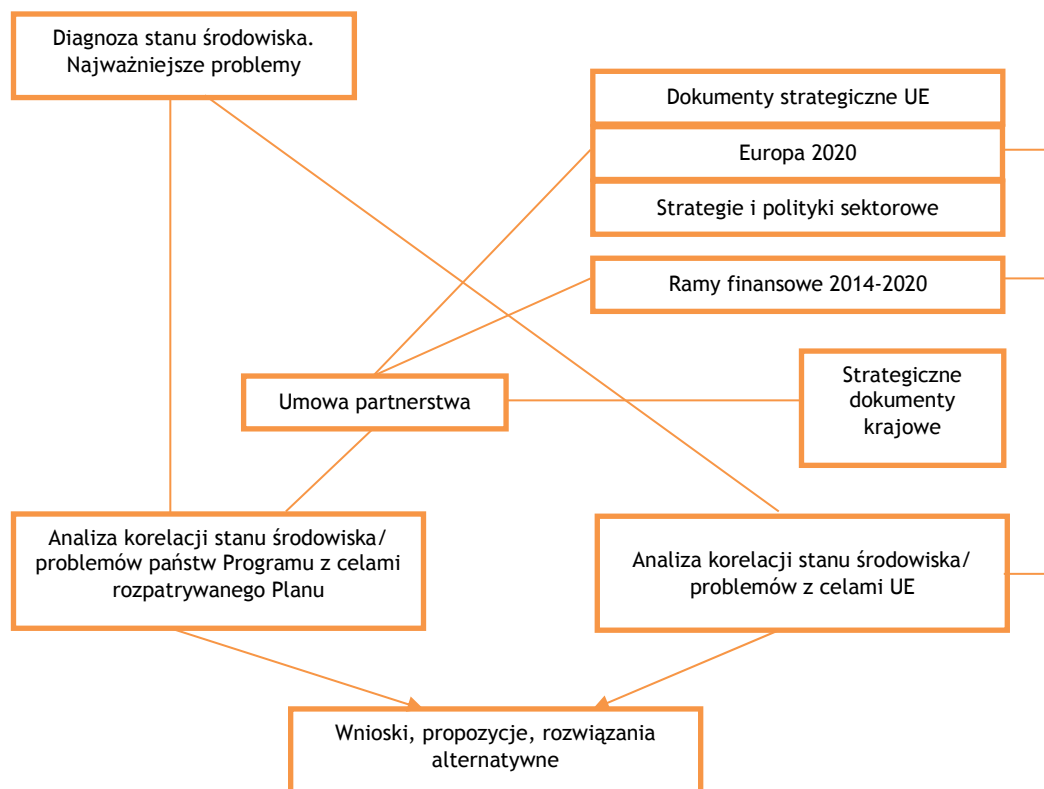 Diagnoza stanu środowiska.
Najważniejsze problemy
Dokumenty strategiczne UE
Europa 2020
Strategie i polityki sektorowe
Ramy finansowe 2014-2020
Strategiczne
dokumenty
krajowe
Umowa partnerstwa
Analiza korelacji stanu środowiska/
problemów państw Programu z celami
rozpatrywanego Planu
Analiza korelacji stanu środowiska/
problemów z celami UE
Wnioski, propozycje, rozwiązania
alternatywne